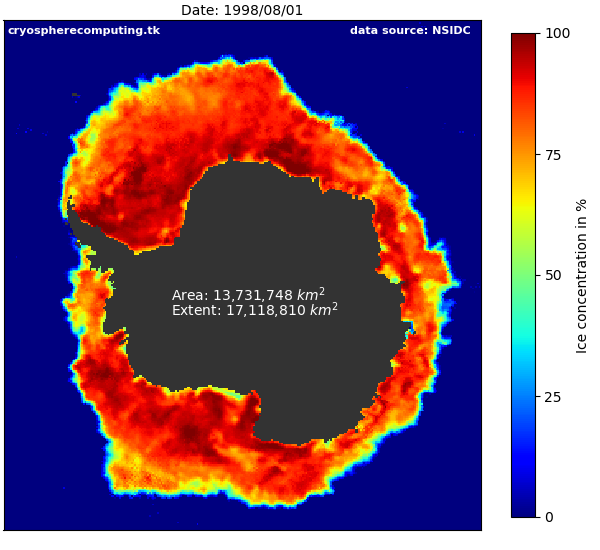 Date: 1998/08/01
cryospherecomputing.tk
data source: NSIDC
Area: 13,731,748 km²
Extent: 17,118,810 km²
100
75
50
25
0
Ice concentration in %